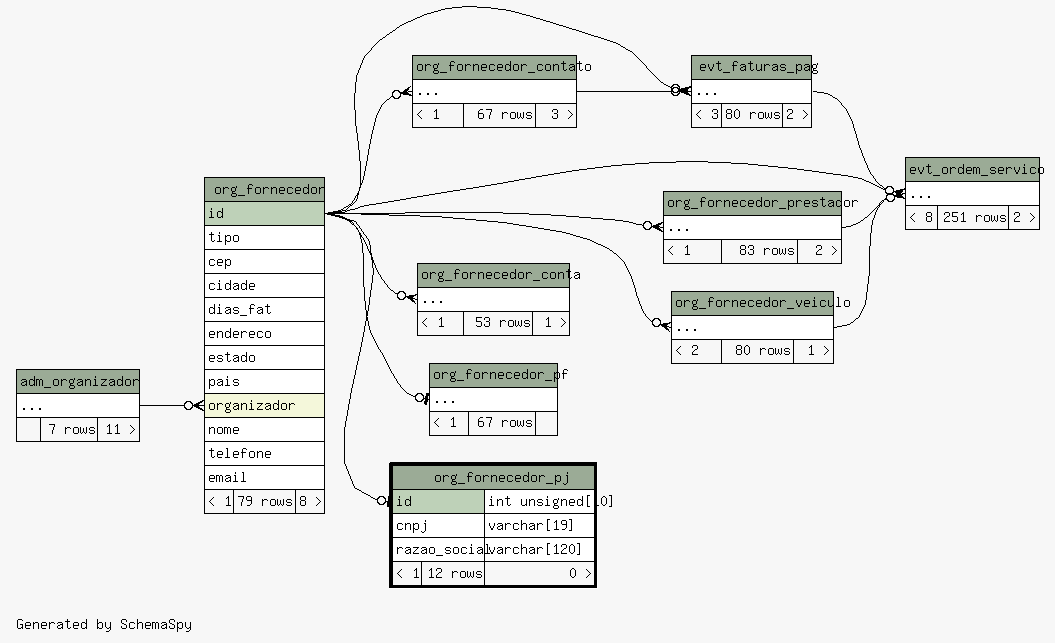 org_fornecedor_contato
...
< 1 67 rows 3 >
evt_faturas_pag
...
< 3 80 rows 2 >
evt_ordem_servico
...
< 8 251 rows 2 >
org_fornecedor
id
tipo
cep
cidade
dias_fat
endereco
estado
pais
organizador
nome
telefone
email
< 1 79 rows 8 >
org_fornecedor_prestador
...
< 1 83 rows 2 >
org_fornecedor_conta
...
< 1 53 rows 1 >
org_fornecedor_veiculo
...
< 2 80 rows 1 >
org_fornecedor_pf
...
< 1 67 rows
adm_organizador
...
7 rows 11 >
org_fornecedor_pj
id int unsigned[10]
cnpj varchar[19]
razao_social varchar[120]
< 1 12 rows 0 >
Generated by SchemaSpy